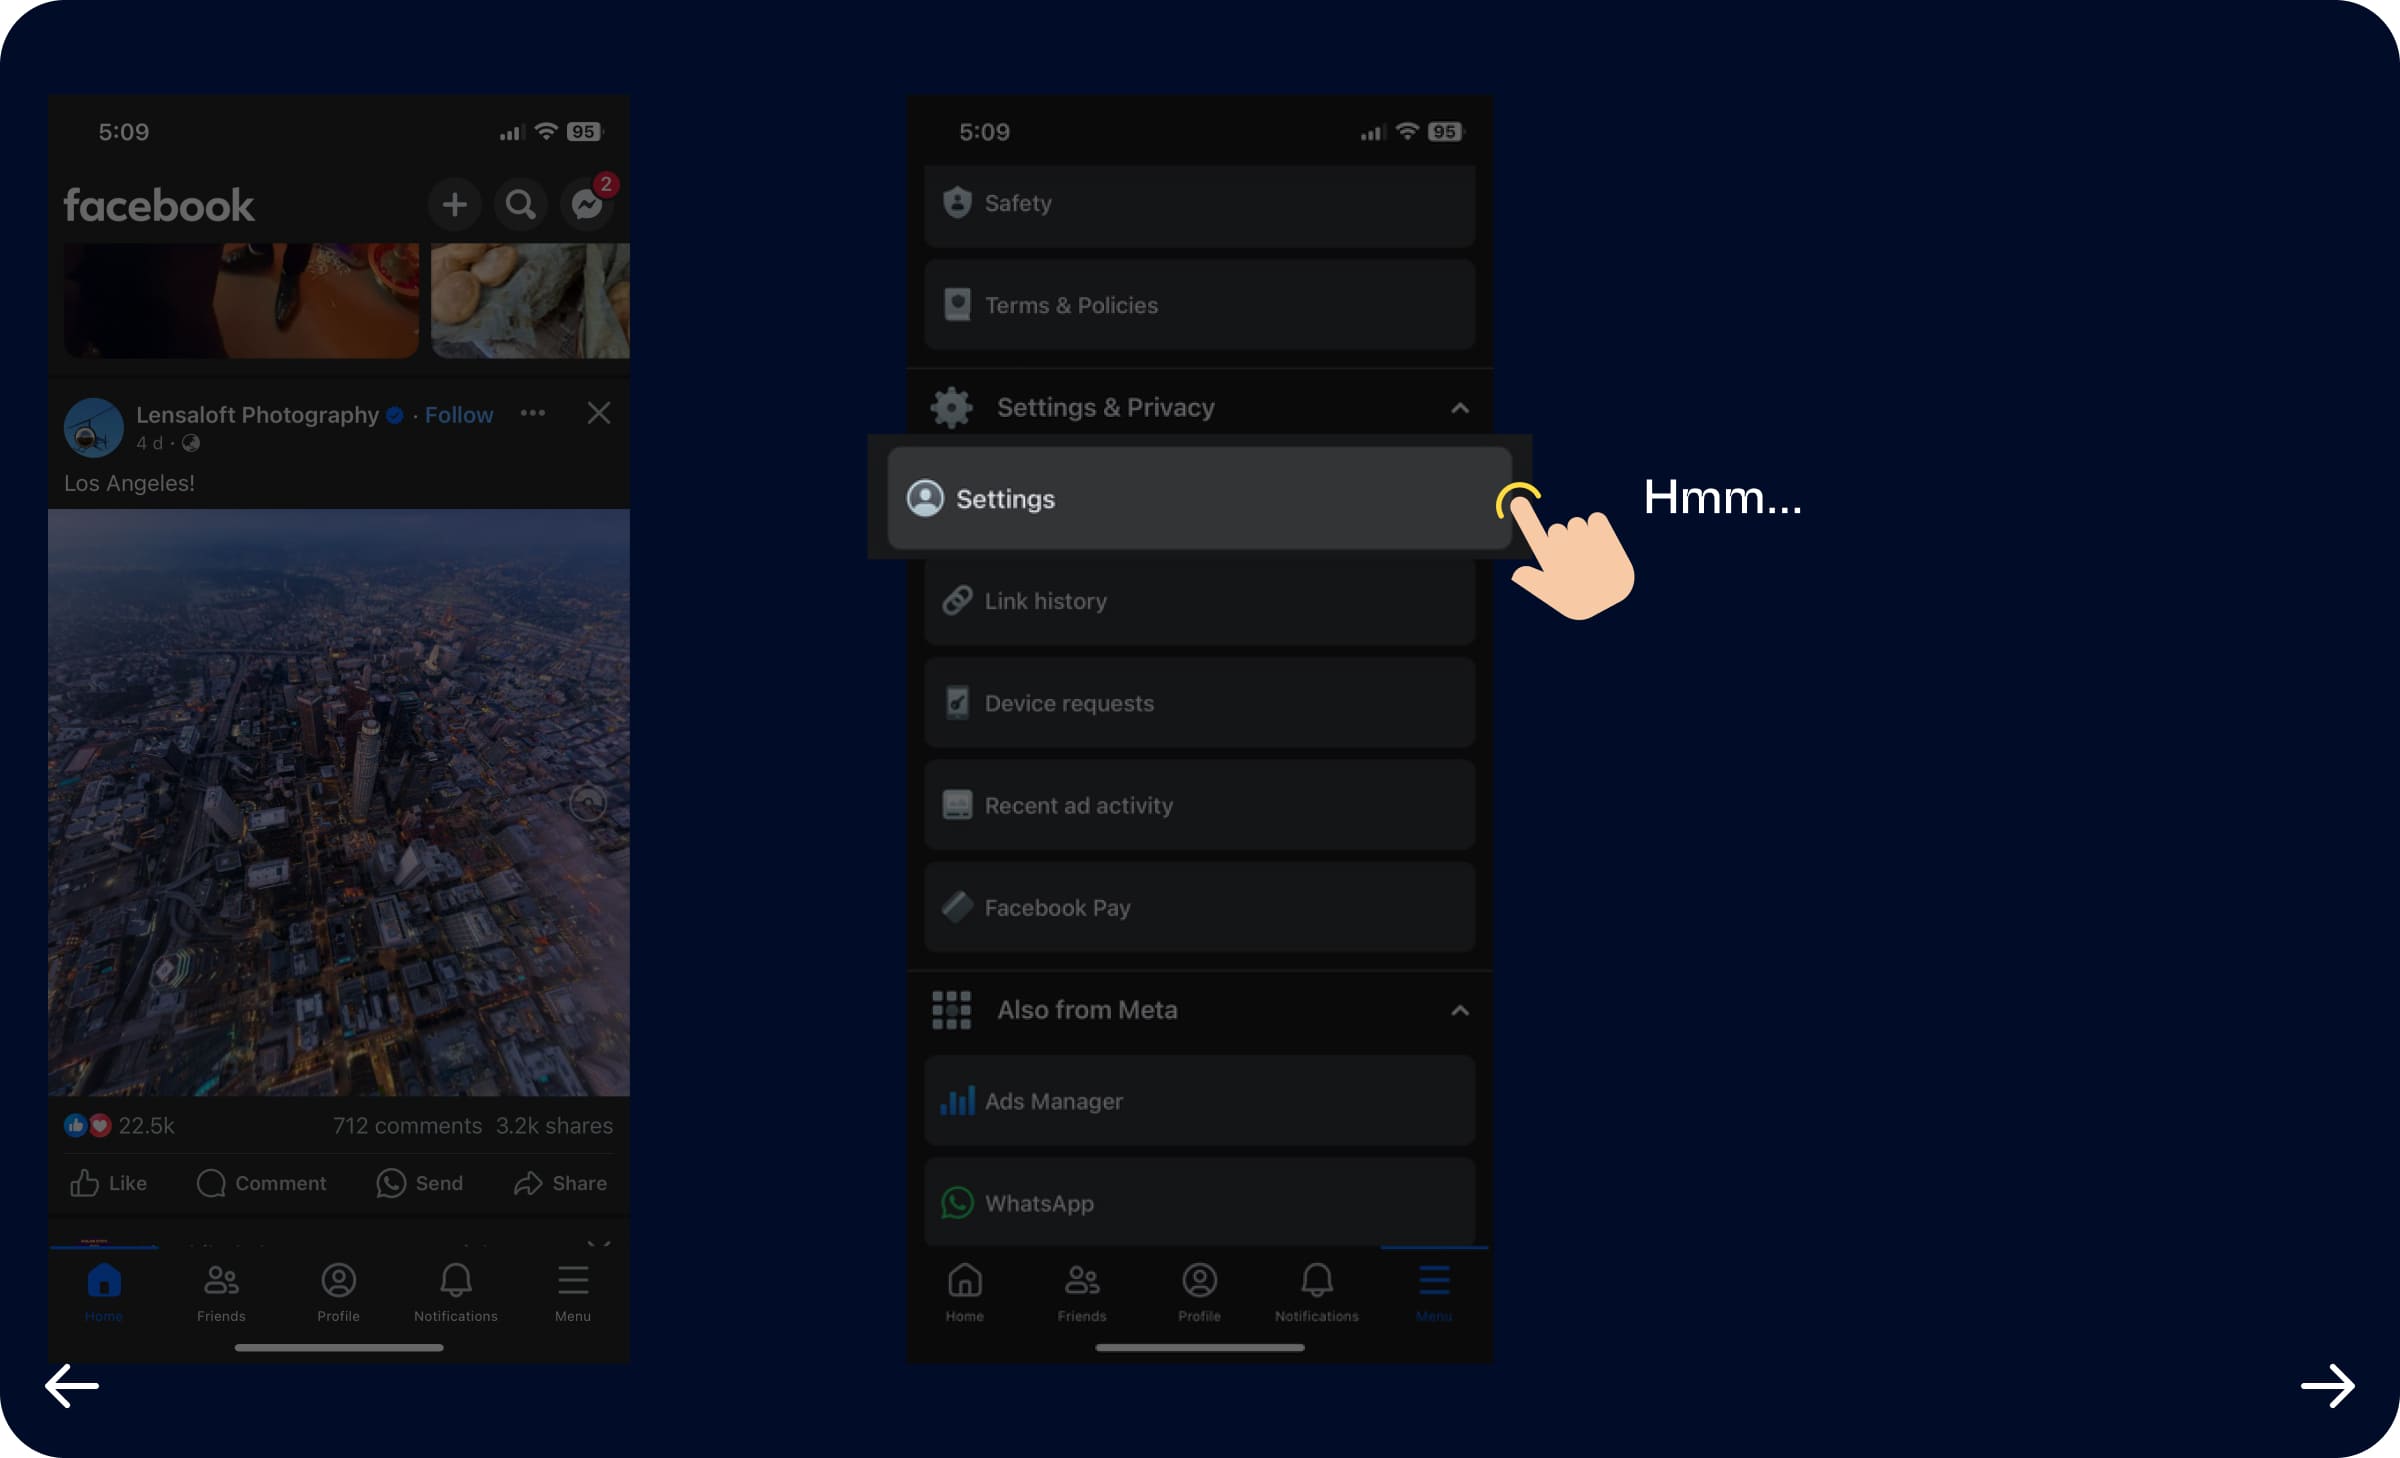 5:09
95
facebook
2
Lensaloft Photography · Follow
4 d ·
Los Angeles!
22.5k 712 comments 3.2k shares
Like Comment Send Share
Home Friends Profile Notifications Menu
5:09
95
Safety
Terms & Policies
Settings & Privacy
Settings
Link history
Device requests
Recent ad activity
Facebook Pay
Also from Meta
Ads Manager
WhatsApp
Home Friends Profile Notifications Menu
Hmm...